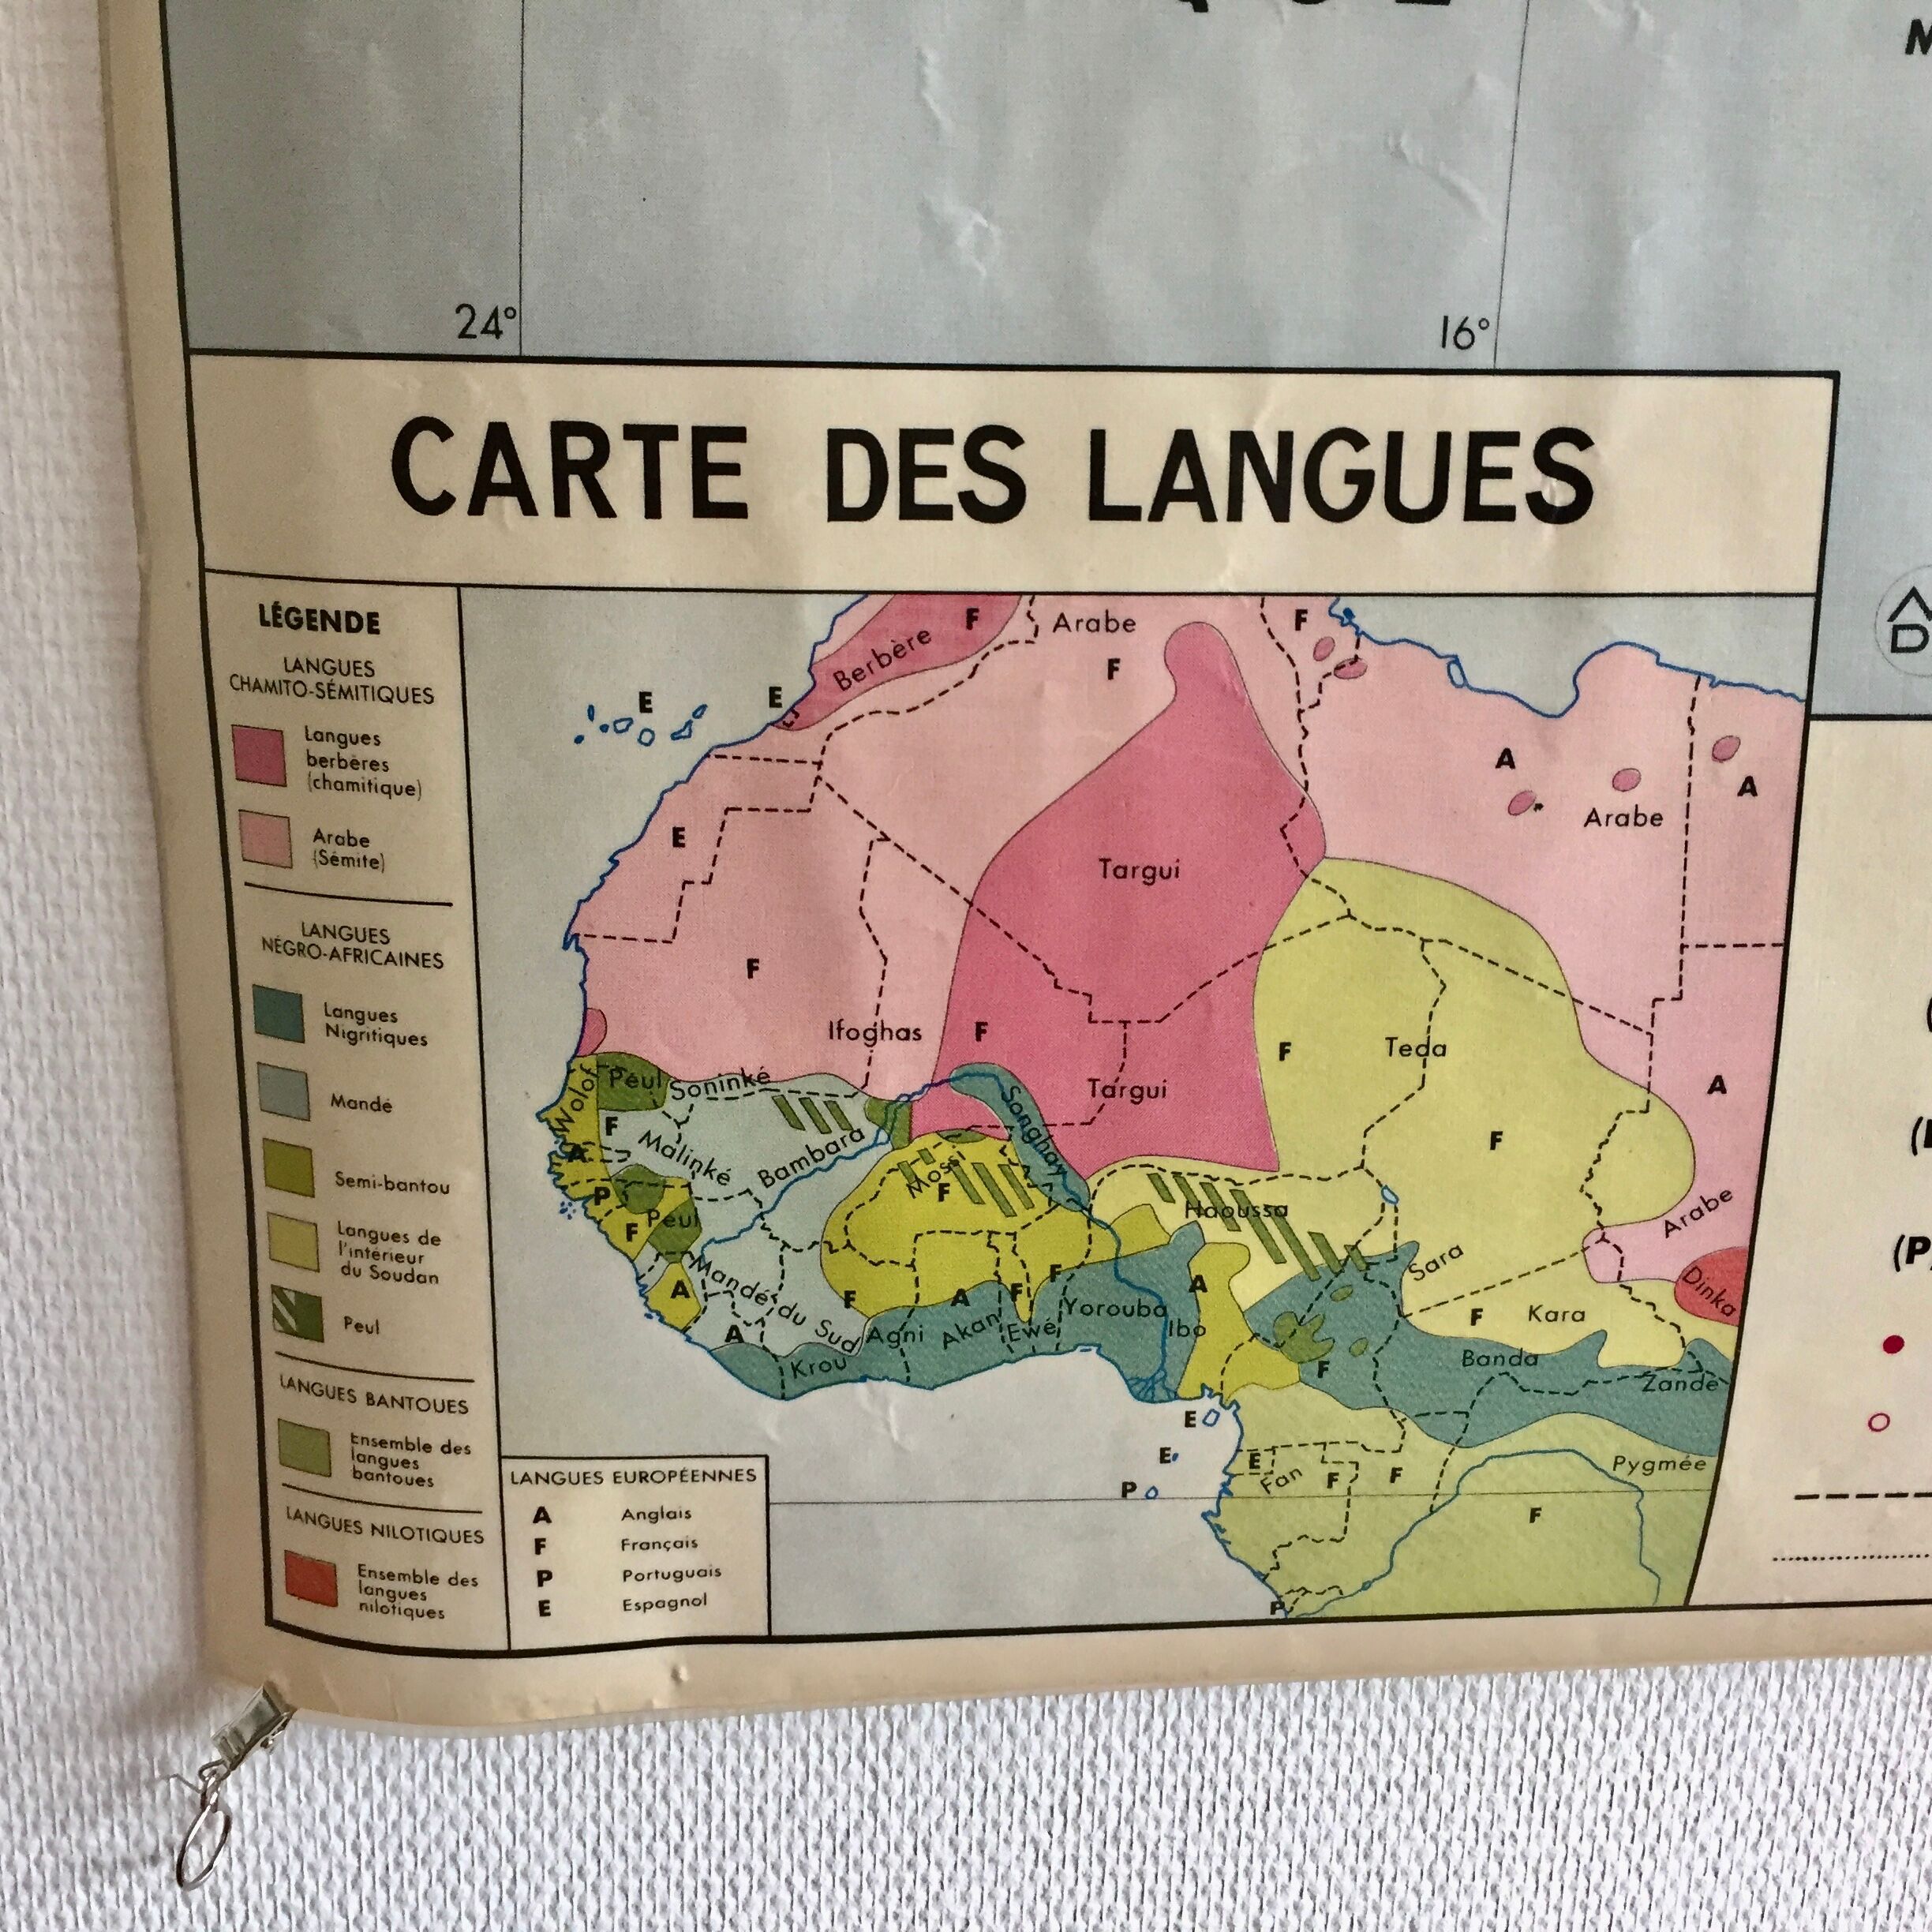 24°
16°
CARTE DES LANGUES
LÉGENDE
LANGUES
CHAMITO-SÉMITIQUES
Langues
berbères
(chamitique)
Arabe
(Sémite)
LANGUES
NÉGRO-AFRICAINES
Langues
Nigritiques
Mandé
Semi-bantou
Langues de
l'intérieur
du Soudan
Peul
LANGUES BANTOUES
Ensemble des
langues
bantoues
LANGUES NILOTIQUES
Ensemble des
langues
nilotiques
F Arabe F
Berbère F
E E
A A
E Arabe
Targui
F
Ifoghas F
F Teda
Targui A
Peul Soninké
Wolof F Songhay
Malinké Bambara F
A
P Mossi F
Peul Haoussa Arabe
F
Sara
A Mandé du Sud F A F F A Dinka
Yorouba F Kara
A Agni Akan Ewé Ibo
Krou F Banda
Zandé
E
E E Fan F F Pygmée
P F
P
LANGUES EUROPÉENNES
A Anglais
F Français
P Portuguais
E Espagnol